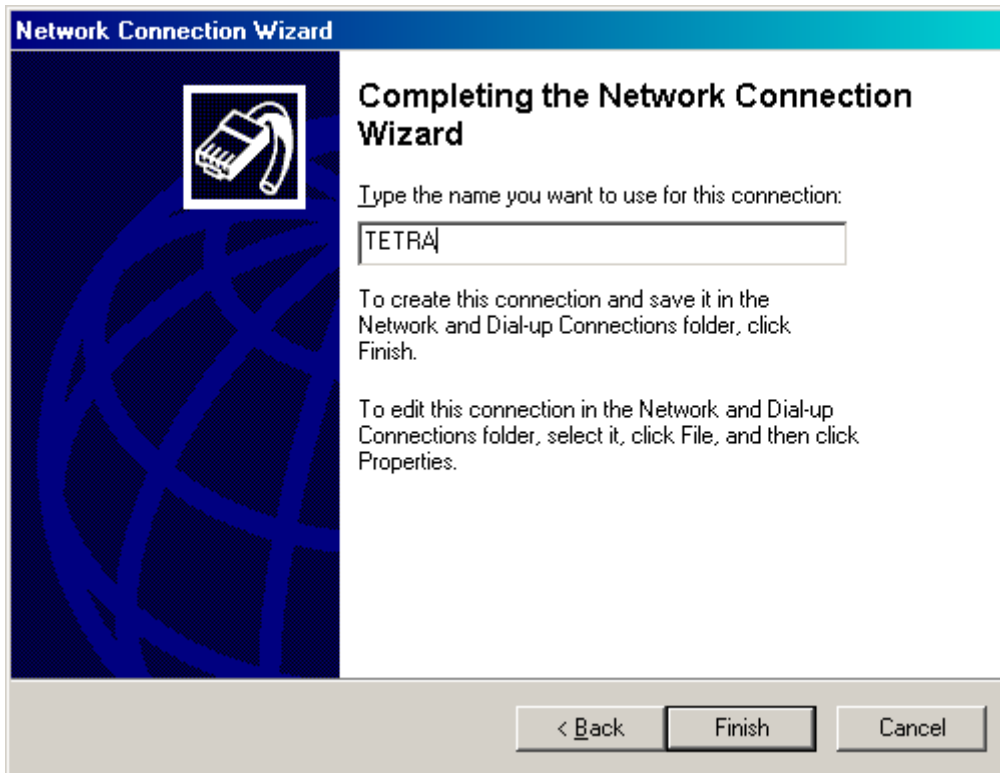 Network Connection Wizard
Completing the Network Connection
Wizard
Type the name you want to use for this connection:
TETRA
To create this connection and save it in the
Network and Dial-up Connections folder, click
Finish.
To edit this connection in the Network and Dial-up
Connections folder, select it, click File, and then click
Properties.
< Back Finish Cancel